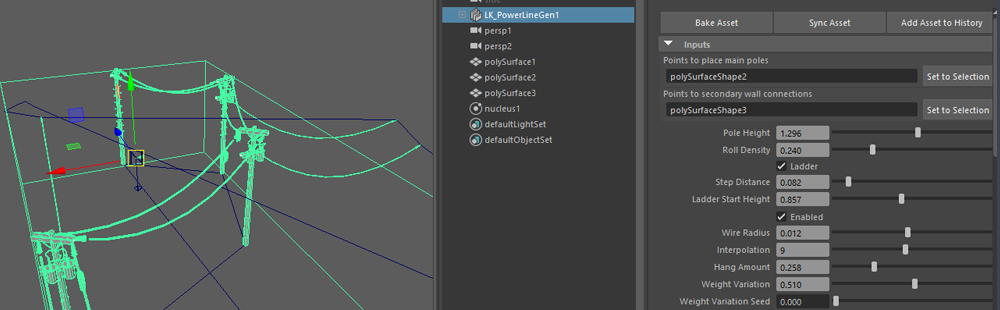 LK_PowerLineGen1
persp1
persp2
polySurface1
polySurface2
polySurface3
nucleus1
defaultLightSet
defaultObjectSet
Bake Asset
Sync Asset
Add Asset to History
Inputs
Points to place main poles
polySurfaceShape2
Set to Selection
Points to secondary wall connections
polySurfaceShape3
Set to Selection
Pole Height 1.296
Roll Density 0.240
Ladder
Step Distance 0.082
Ladder Start Height 0.857
Enabled
Wire Radius 0.012
Interpolation 9
Hang Amount 0.258
Weight Variation 0.510
Weight Variation Seed 0.000